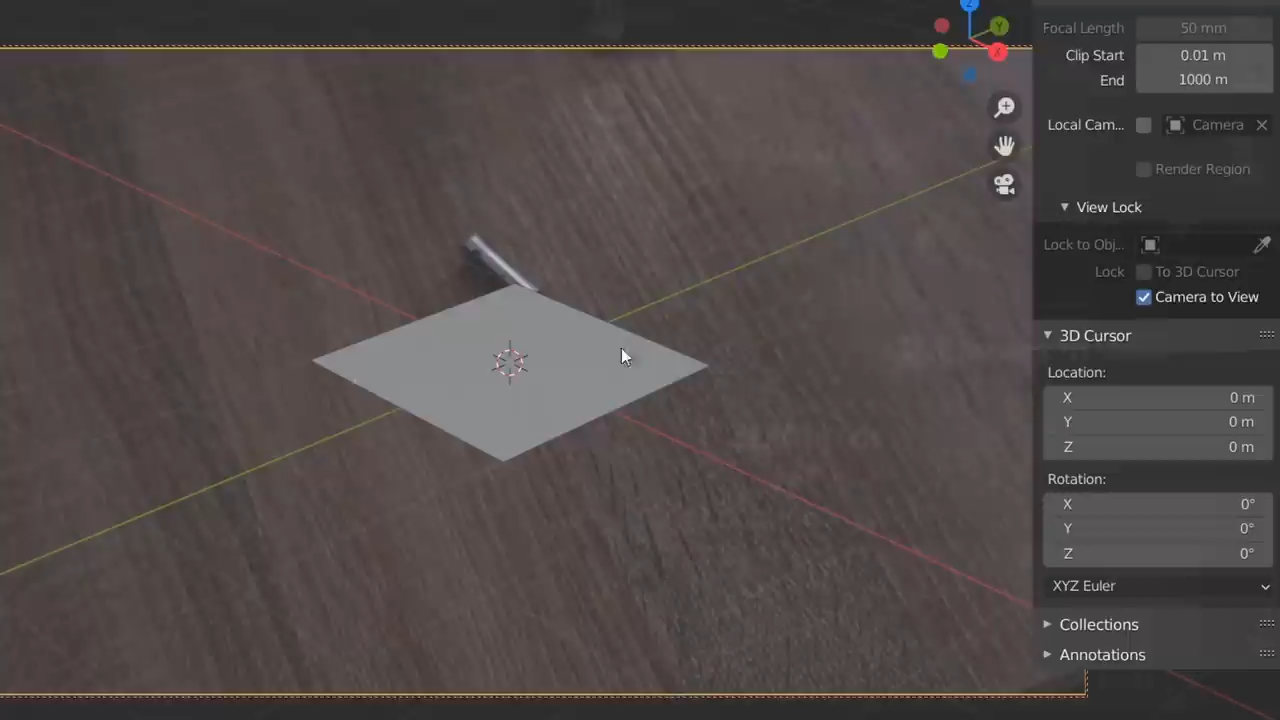 Z
Y
X
Focal Length 50 mm
Clip Start 0.01 m
End 1000 m
Local Cam... Camera
Render Region
View Lock
Lock to Obj...
Lock To 3D Cursor
Camera to View
3D Cursor
Location:
X 0 m
Y 0 m
Z 0 m
Rotation:
X 0°
Y 0°
Z 0°
XYZ Euler
Collections
Annotations